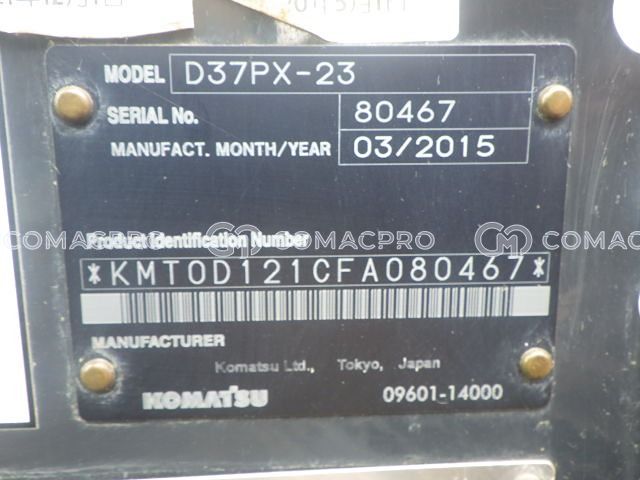 MODEL D37PX-23
SERIAL No. 80467
MANUFACT. MONTH/YEAR 03/2015
COMACPRO COMACPRO COMACPRO
Product Identification Number
*KMT0D121CFA080467*
MANUFACTURER
Komatsu Ltd., Tokyo, Japan
KOMATSU 09601-14000